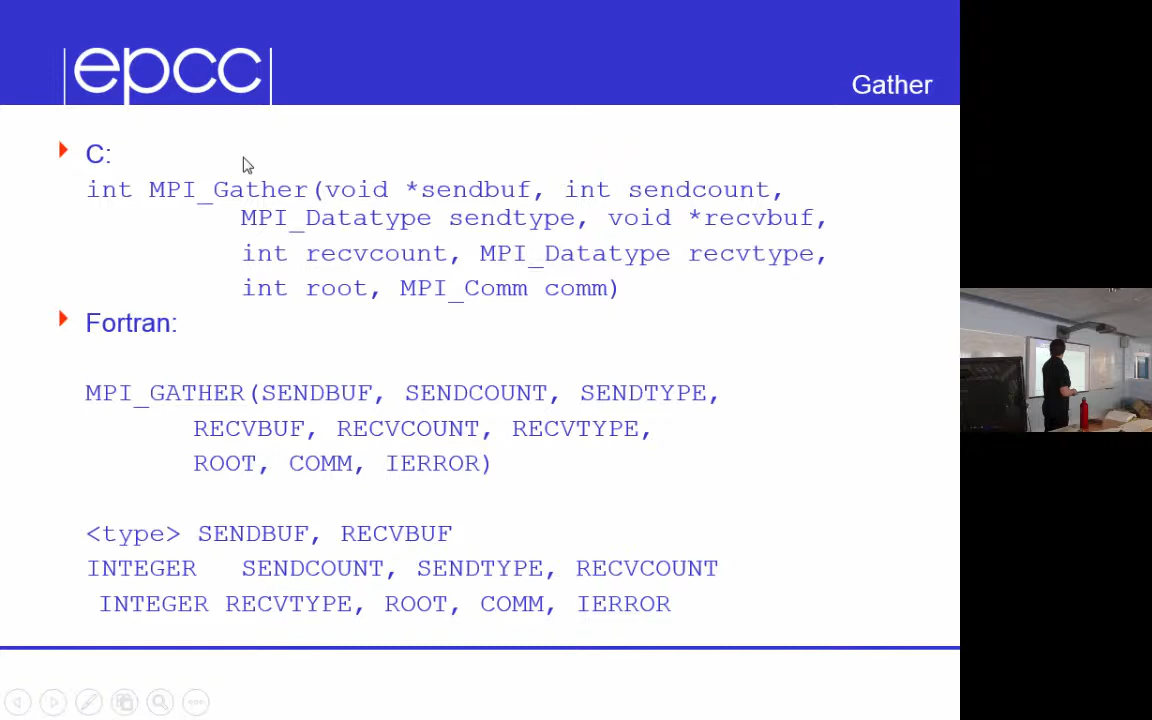 epcc
Gather
C:
int MPI_Gather(void *sendbuf, int sendcount,
MPI_Datatype sendtype, void *recvbuf,
int recvcount, MPI_Datatype recvtype,
int root, MPI_Comm comm)
Fortran:
MPI_GATHER(SENDBUF, SENDCOUNT, SENDTYPE,
RECVBUF, RECVCOUNT, RECVTYPE,
ROOT, COMM, IERROR)
<type> SENDBUF, RECVBUF
INTEGER SENDCOUNT, SENDTYPE, RECVCOUNT
INTEGER RECVTYPE, ROOT, COMM, IERROR